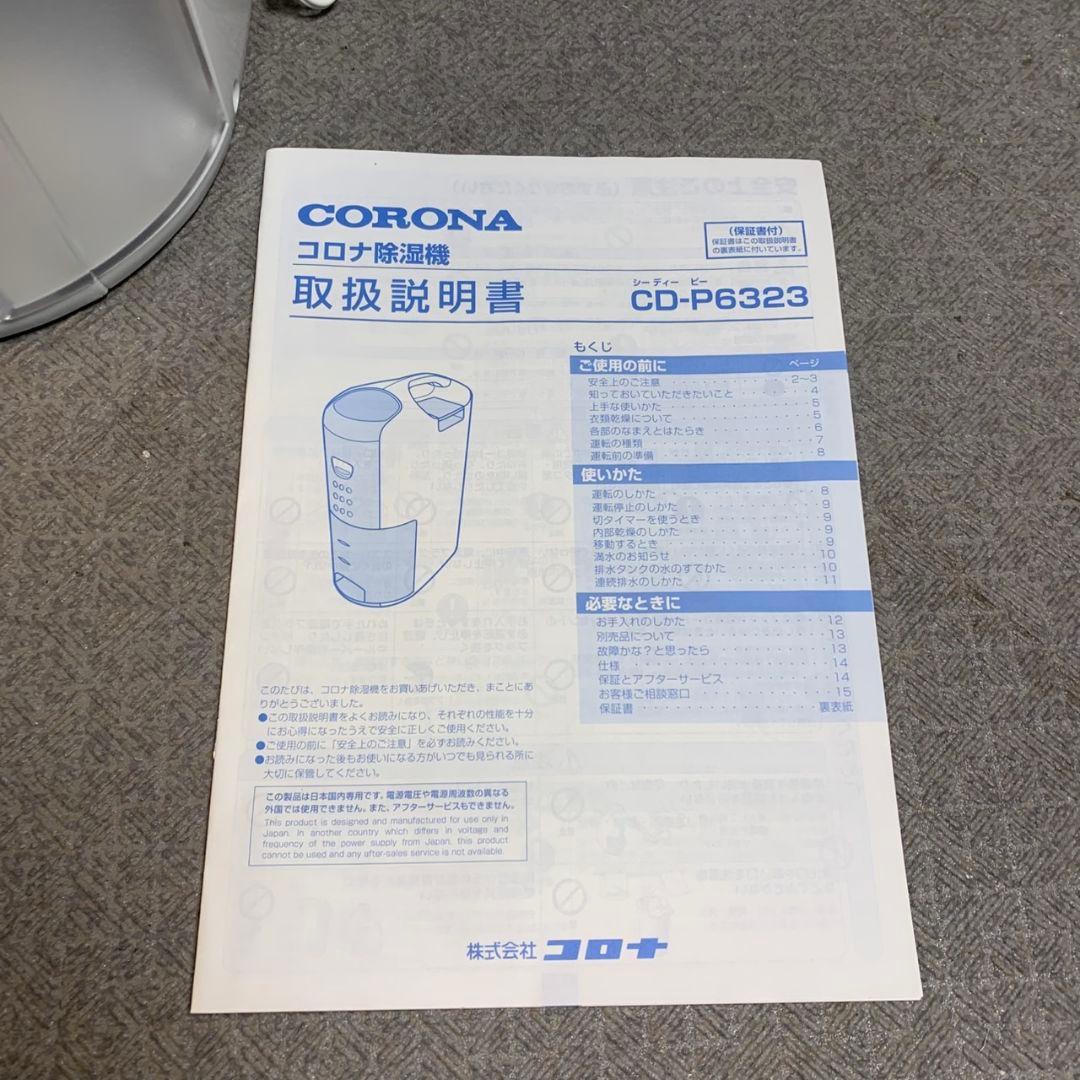 CORONA
コロナ除湿機
取扱説明書
(保証書付)
保証書はこの取扱説明書
の裏表紙に付いています。
シー ディー ピー
CD-P6323
もくじ
ご使用の前に ページ
安全上のご注意 2〜3
知っておいていただきたいこと 4
上手な使いかた 5
衣類乾燥について 5
各部のなまえとはたらき 6
運転の種類 7
運転前の準備 8
使いかた
運転のしかた 8
運転停止のしかた 9
切タイマーを使うとき 9
内部乾燥のしかた 9
移動するとき 9
満水のお知らせ 10
排水タンクの水のすてかた 10
連続排水のしかた 11
必要なときに
お手入れのしかた 12
別売品について 13
故障かな?と思ったら 13
仕様 14
保証とアフターサービス 14
お客様ご相談窓口 15
保証書 裏表紙
このたびは、コロナ除湿機をお買いあげいただき、まことにあ
りがとうございました。
●この取扱説明書をよくお読みになり、それぞれの性能を十分
にお心得になったうえで安全に正しくご使用ください。
●ご使用の前に「安全上のご注意」を必ずお読みください。
●お読みになった後もお使いになる方がいつでも見られる所に
大切に保管してください。
この製品は日本国内専用です。電源電圧や電源周波数の異なる
外国では使用できません。また、アフターサービスもできません。
This product is designed and manufactured for use only in
Japan. In another country which differs in voltage and
frequency of the power supply from Japan, this product
cannot be used and any after-sales service is not available.
株式会社 コロナ